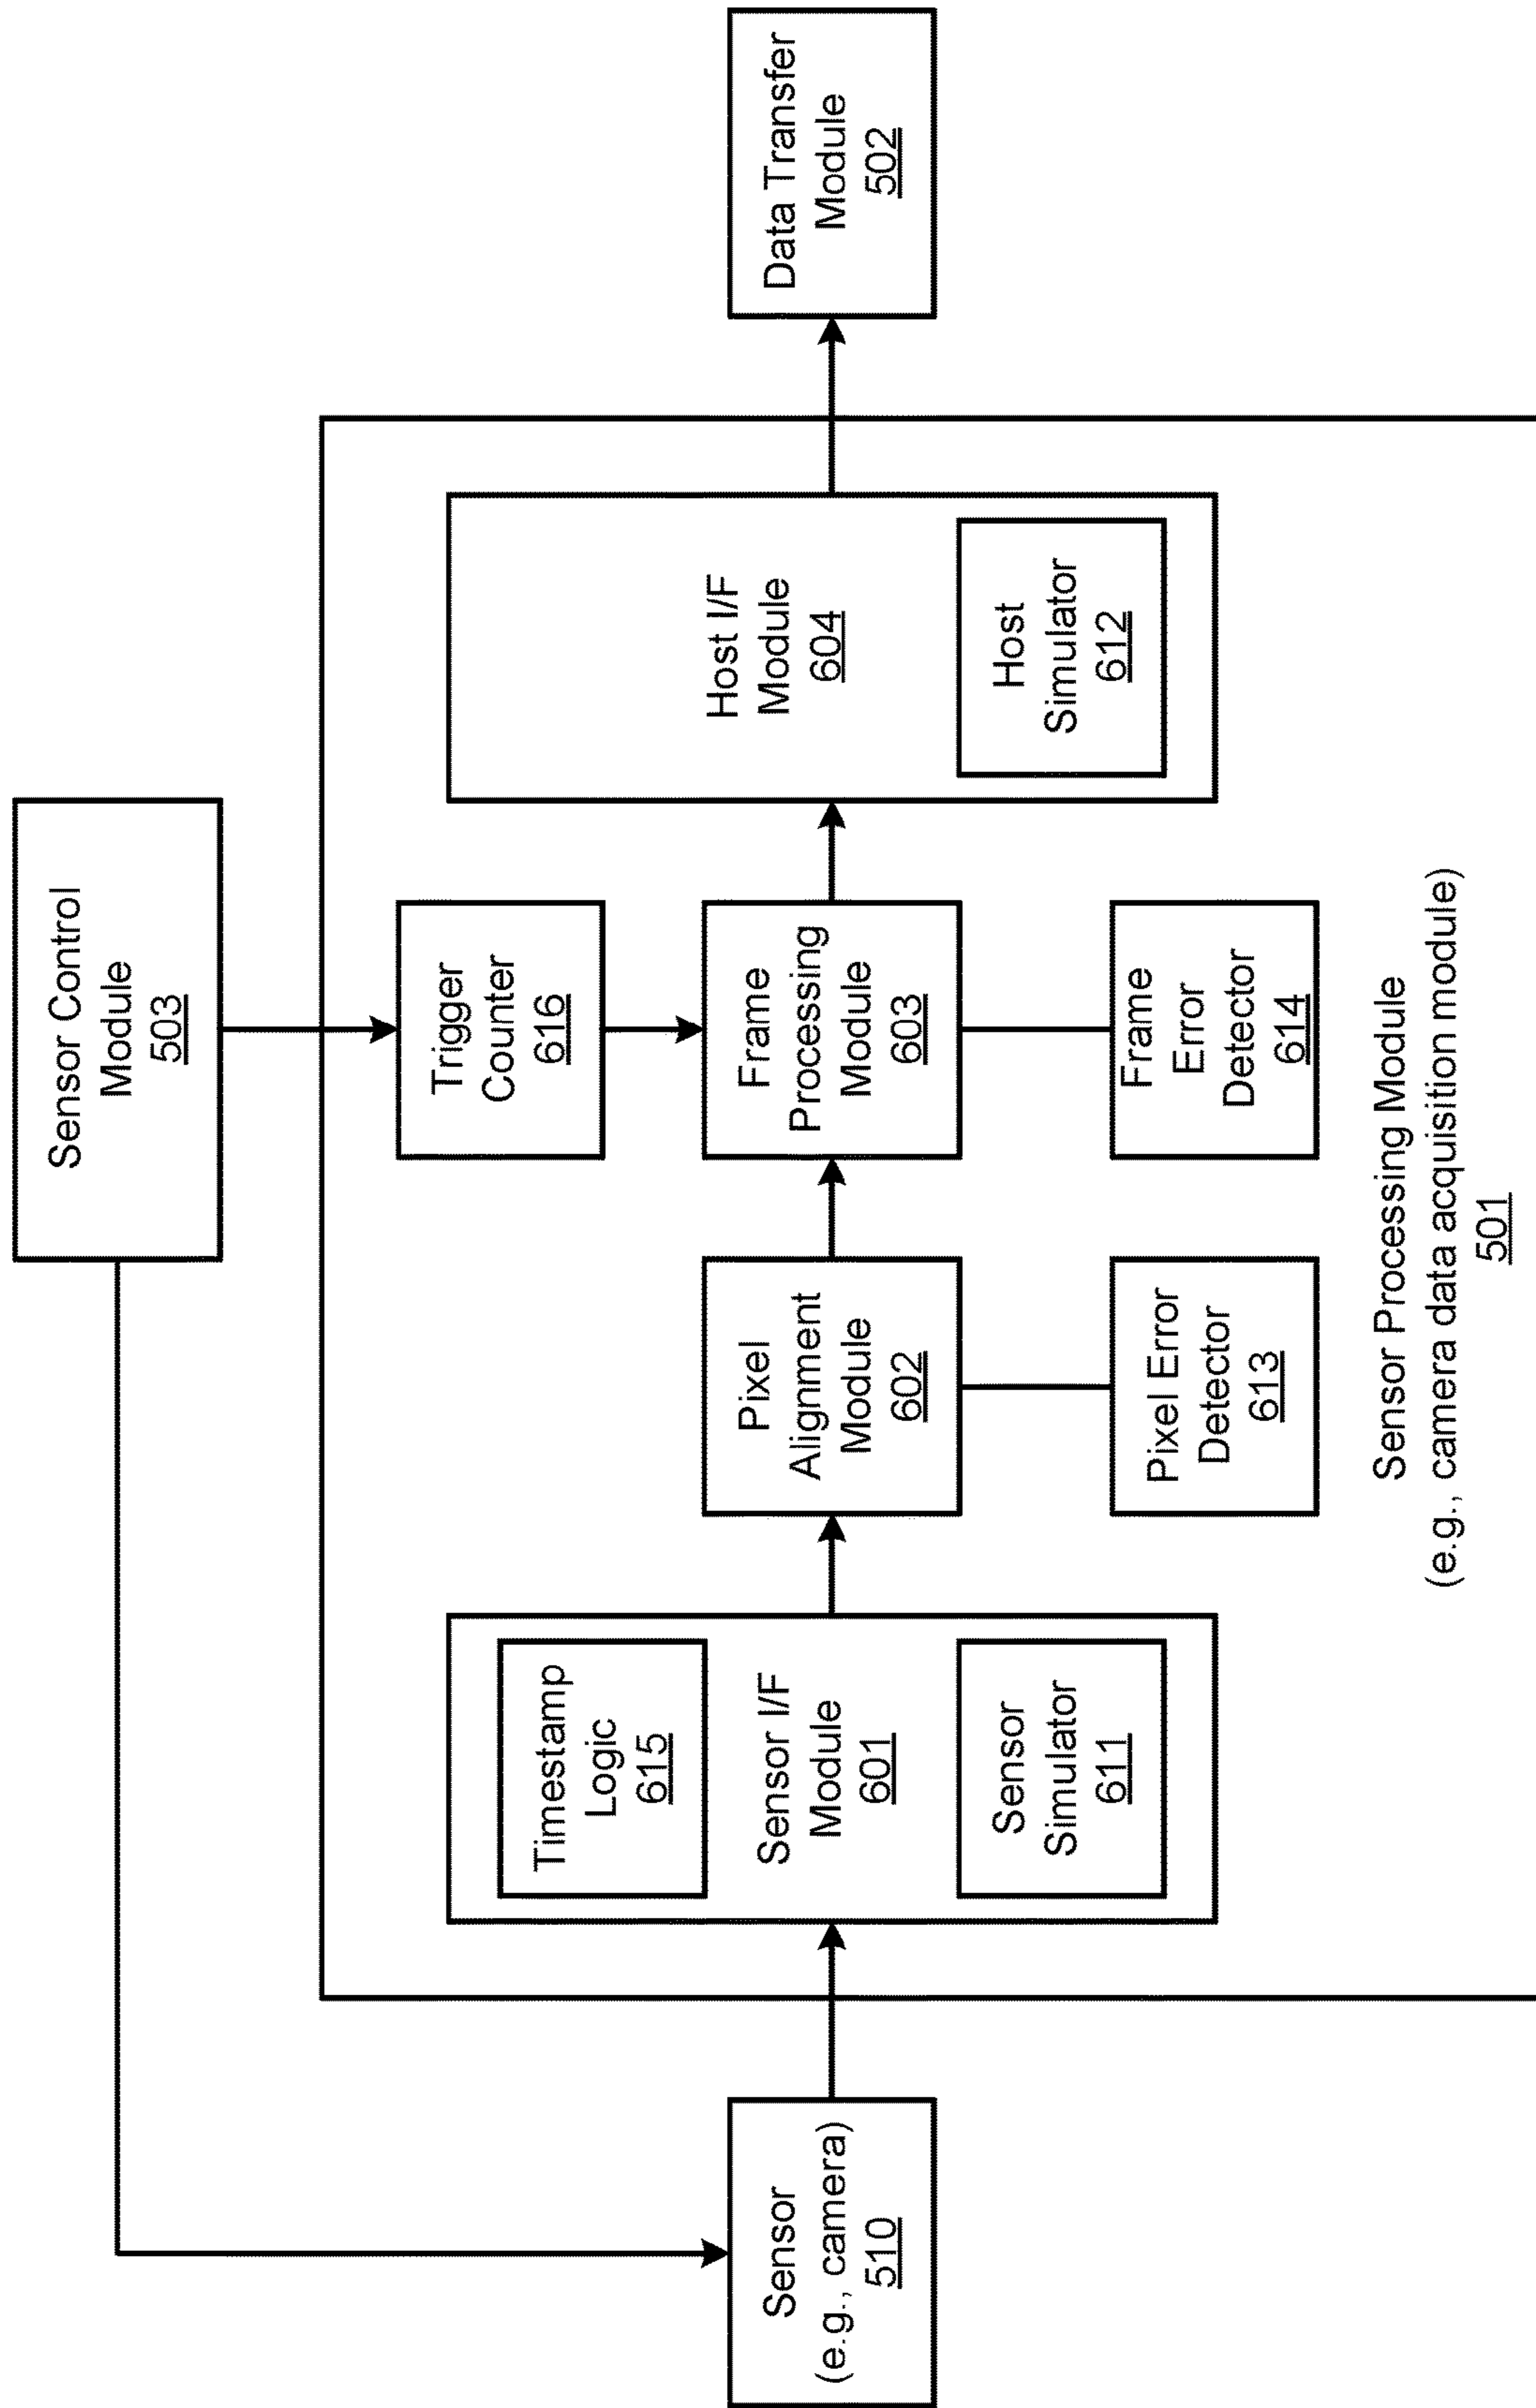 Sensor Control
Module
503
Sensor
(e.g., camera)
510
Timestamp
Logic
615
Sensor I/F
Module
601
Sensor
Simulator
611
Pixel
Alignment
Module
602
Pixel Error
Detector
613
Trigger
Counter
616
Frame
Processing
Module
603
Frame
Error
Detector
614
Host I/F
Module
604
Host
Simulator
612
Data Transfer
Module
502
Sensor Processing Module
(e.g., camera data acquisition module)
501